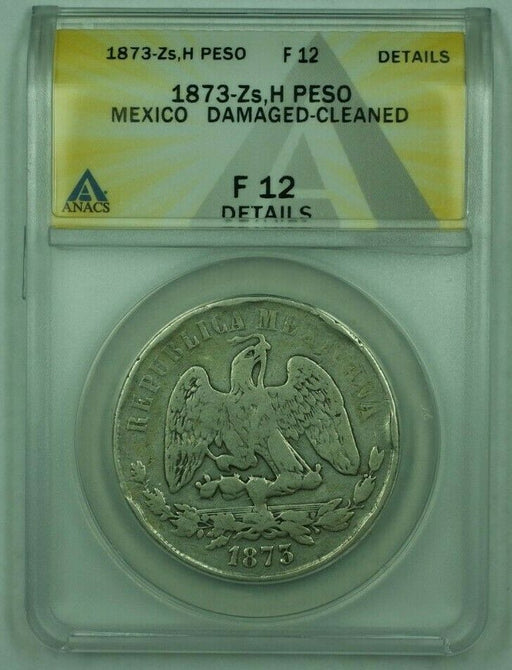 1873-Zs,H PESO F 12 DETAILS
1873-Zs,H PESO
MEXICO DAMAGED-CLEANED
ANACS
F 12
DETAILS
REPUBLICA MEXICANA
1873